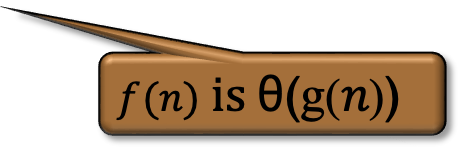 f(n) is θ(g(n))